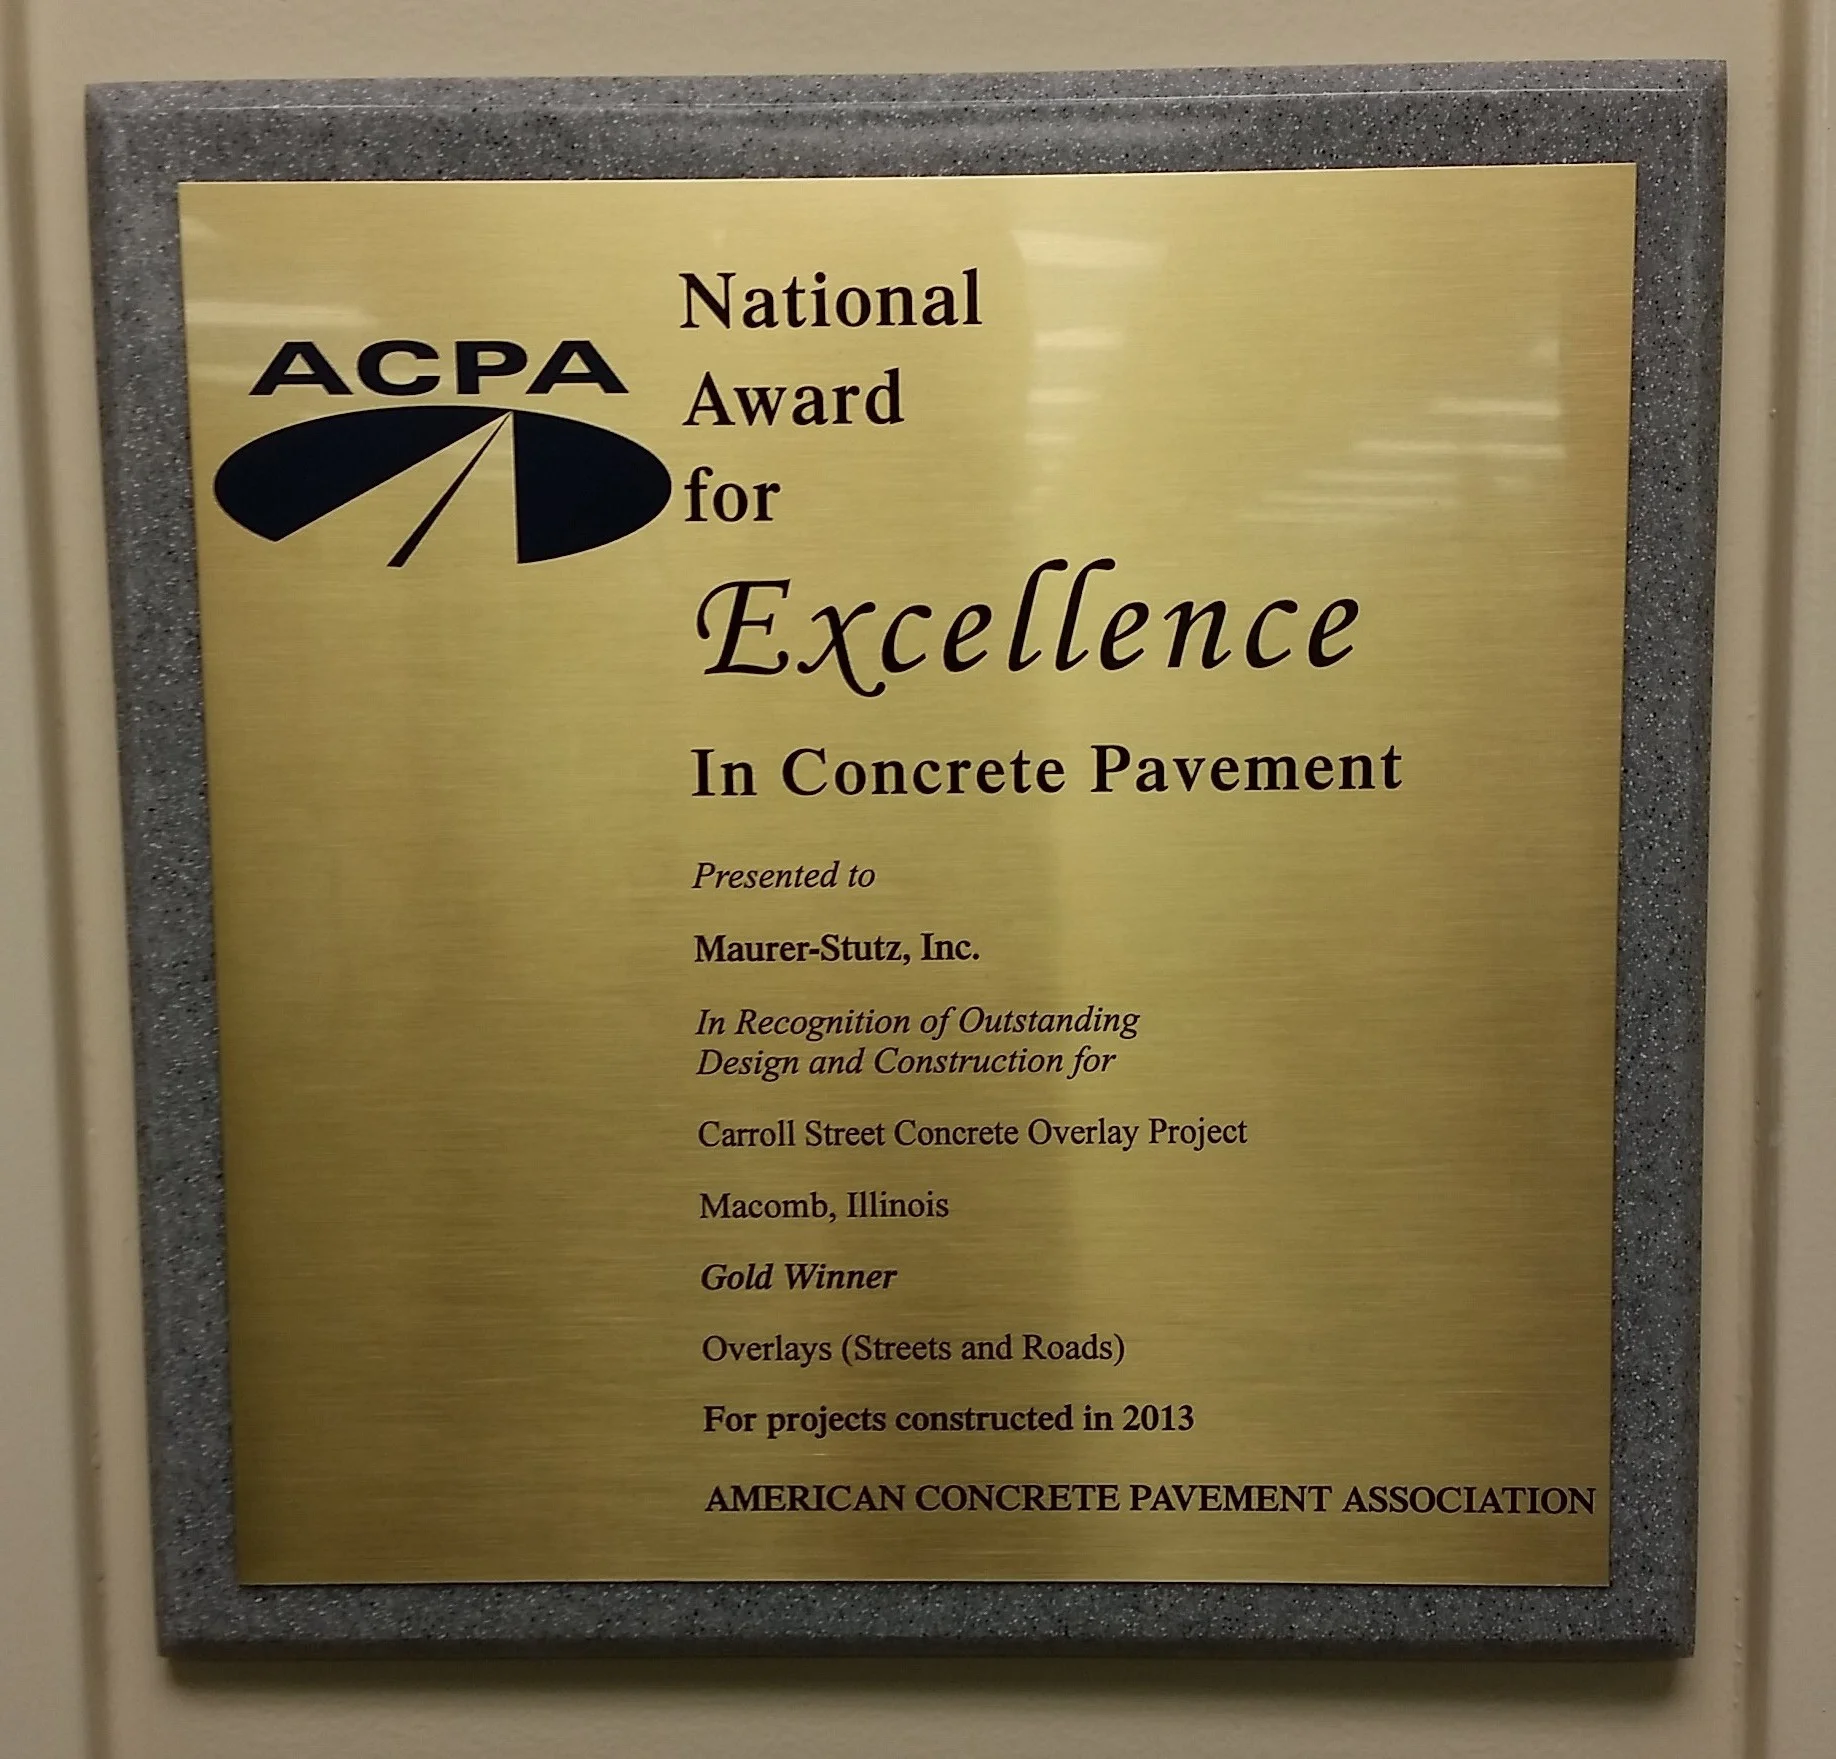 ACPA
National
Award
for
Excellence
In Concrete Pavement
Presented to
Maurer-Stutz, Inc.
In Recognition of Outstanding
Design and Construction for
Carroll Street Concrete Overlay Project
Macomb, Illinois
Gold Winner
Overlays (Streets and Roads)
For projects constructed in 2013
AMERICAN CONCRETE PAVEMENT ASSOCIATION